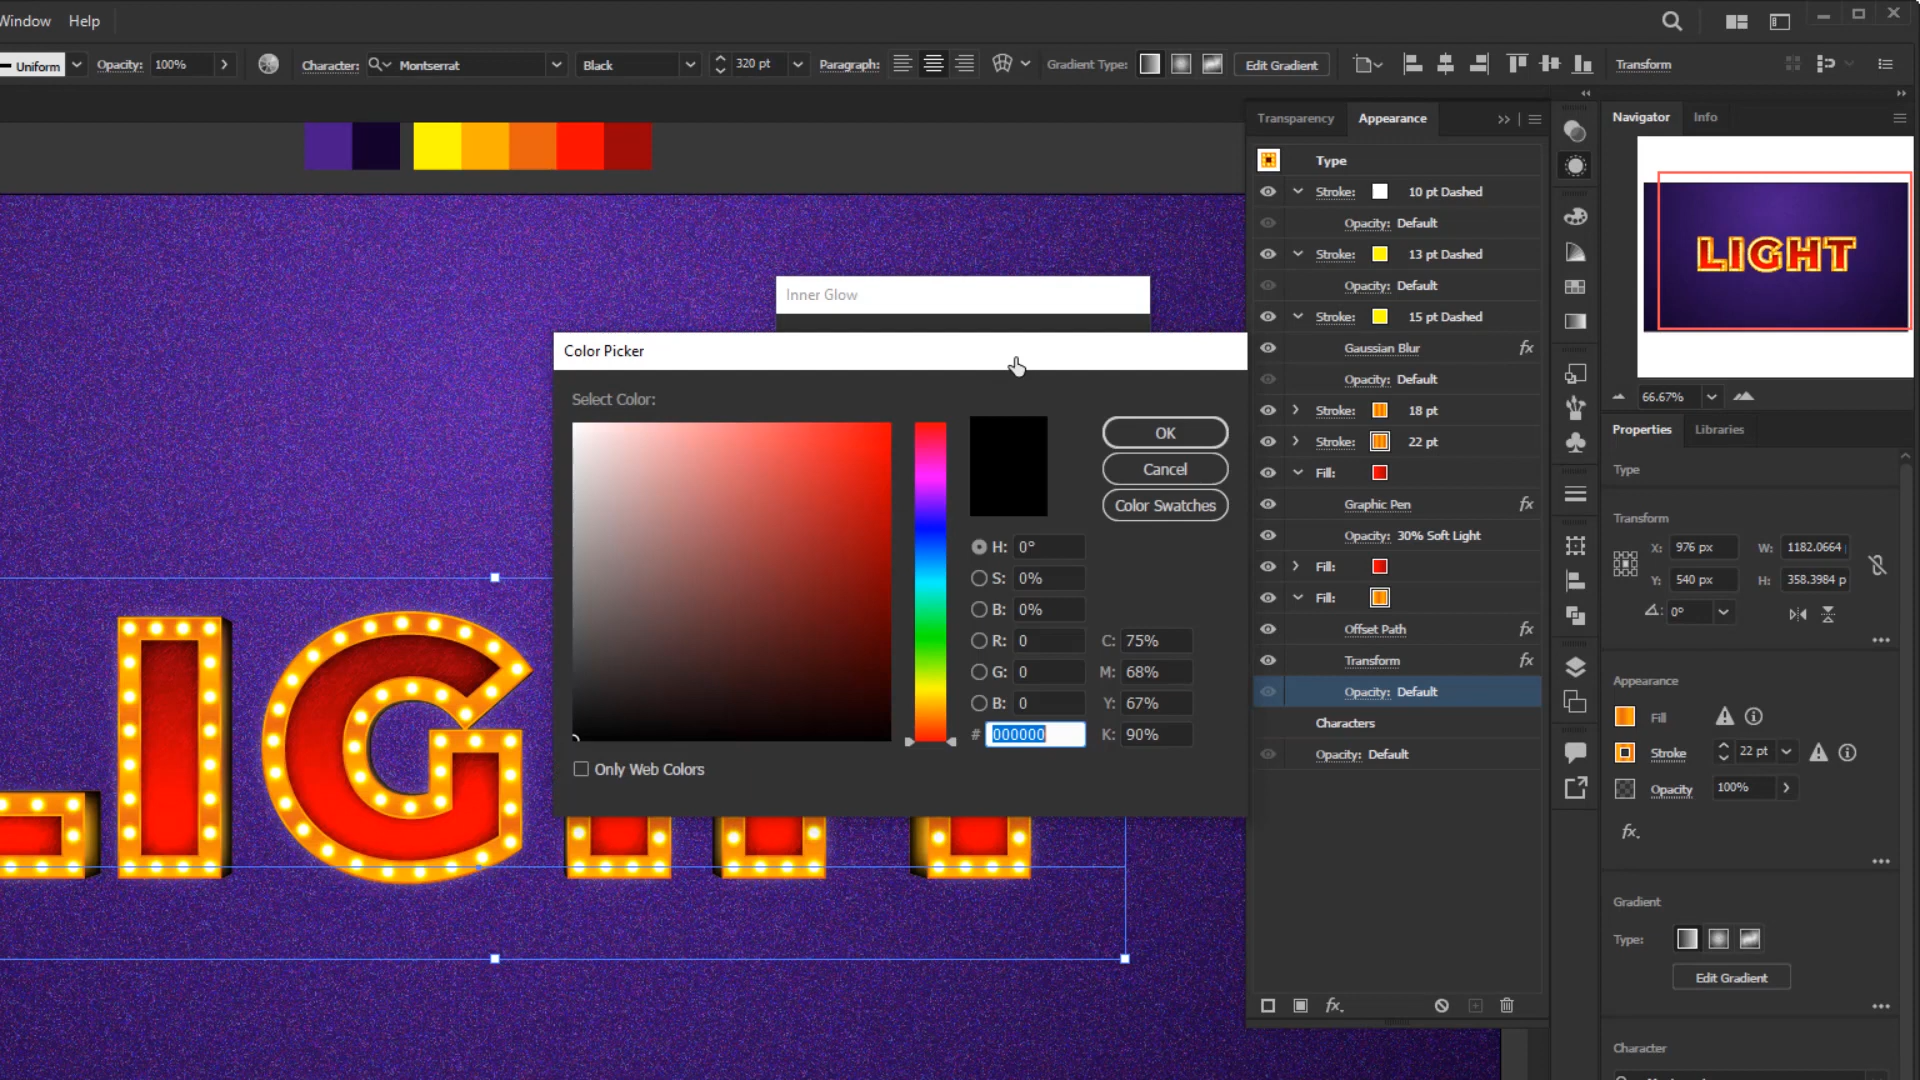 Window Help
Uniform Opacity: 100% Character: Montserrat Black 320 pt Paragraph: Gradient Type: Edit Gradient Transform
Transparency Appearance
Type
Stroke: 10 pt Dashed
Opacity: Default
Stroke: 13 pt Dashed
Opacity: Default
Stroke: 15 pt Dashed
Gaussian Blur fx
Opacity: Default
Stroke: 18 pt
Stroke: 22 pt
Fill:
Graphic Pen fx
Opacity: 30% Soft Light
Fill:
Fill:
Offset Path fx
Transform fx
Opacity: Default
Characters
Opacity: Default
fx.
Inner Glow
Color Picker
Select Color:
OK
Cancel
Color Swatches
H: 0°
S: 0%
B: 0%
R: 0 C: 75%
G: 0 M: 68%
B: 0 Y: 67%
# 000000 K: 90%
Only Web Colors
LIG
Navigator Info
LIGHT
66.67%
Properties Libraries
Type
Transform
X: 976 px W: 1182.0664
Y: 540 px H: 358.3984 p
0°
Appearance
Fill
Stroke 22 pt
Opacity 100%
fx.
Gradient
Type:
Edit Gradient
Character